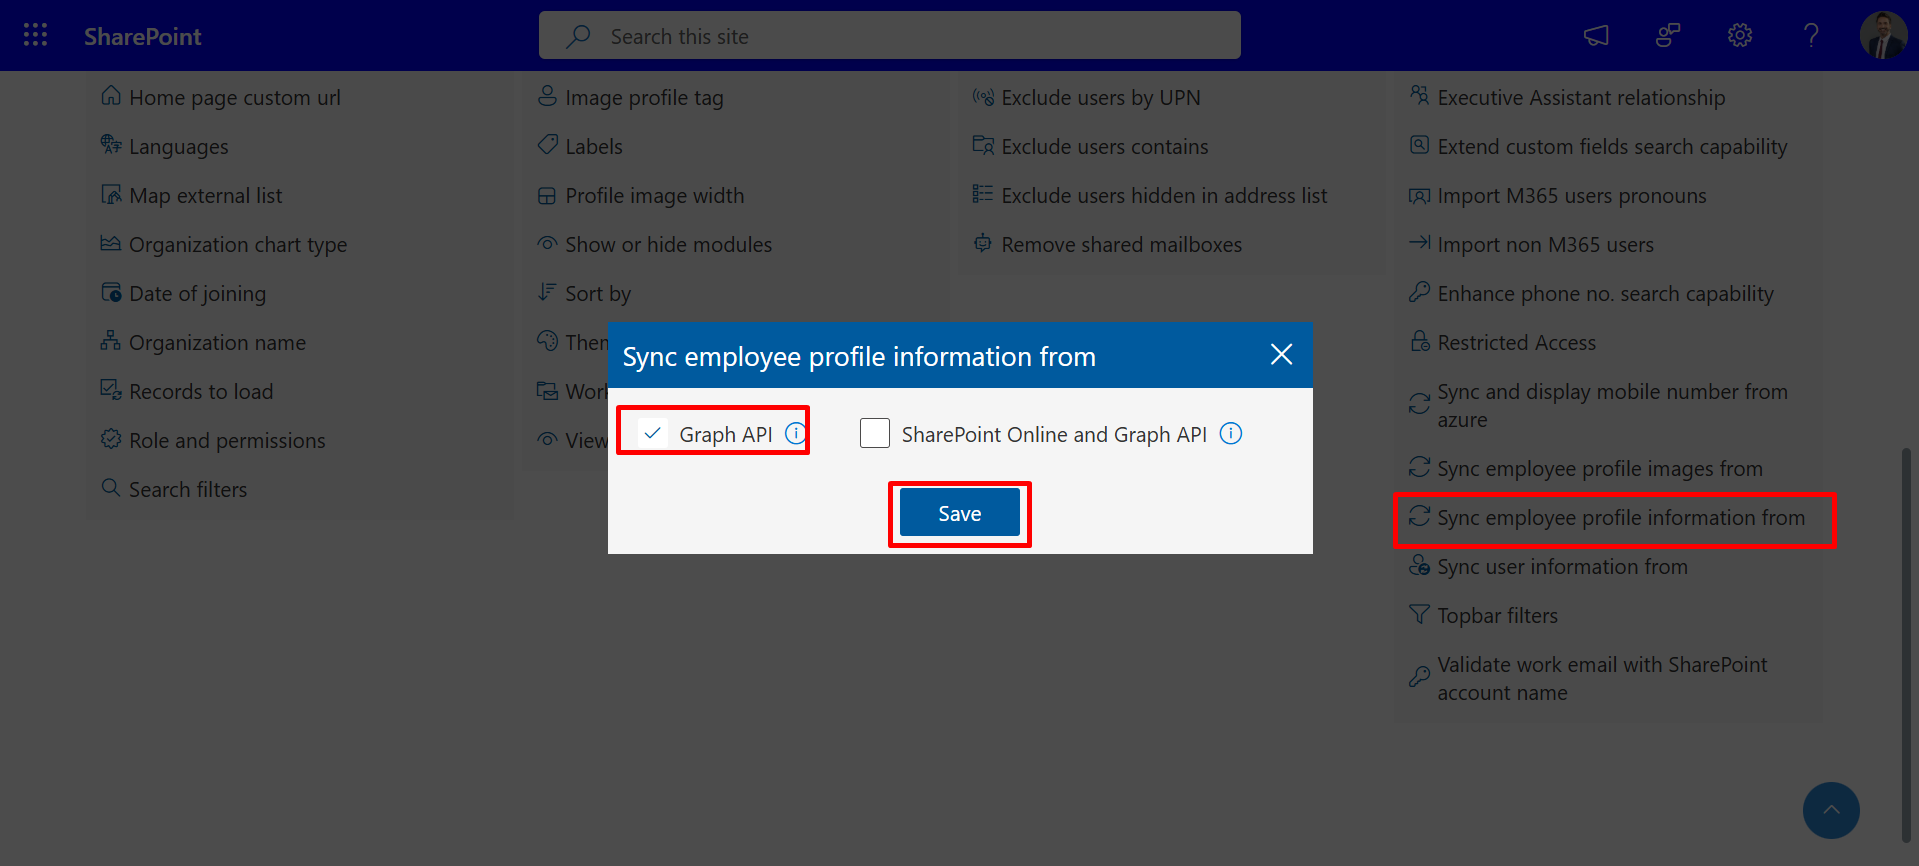 SharePoint
Search this site
Home page custom url
Languages
Map external list
Organization chart type
Date of joining
Organization name
Records to load
Role and permissions
Search filters
Image profile tag
Labels
Profile image width
Show or hide modules
Sort by
Exclude users by UPN
Exclude users contains
Exclude users hidden in address list
Remove shared mailboxes
Executive Assistant relationship
Extend custom fields search capability
Import M365 users pronouns
Import non M365 users
Enhance phone no. search capability
Restricted Access
Sync and display mobile number from
azure
Sync employee profile images from
Sync employee profile information from
Sync user information from
Topbar filters
Validate work email with SharePoint
account name
Sync employee profile information from
Graph API
SharePoint Online and Graph API
Save